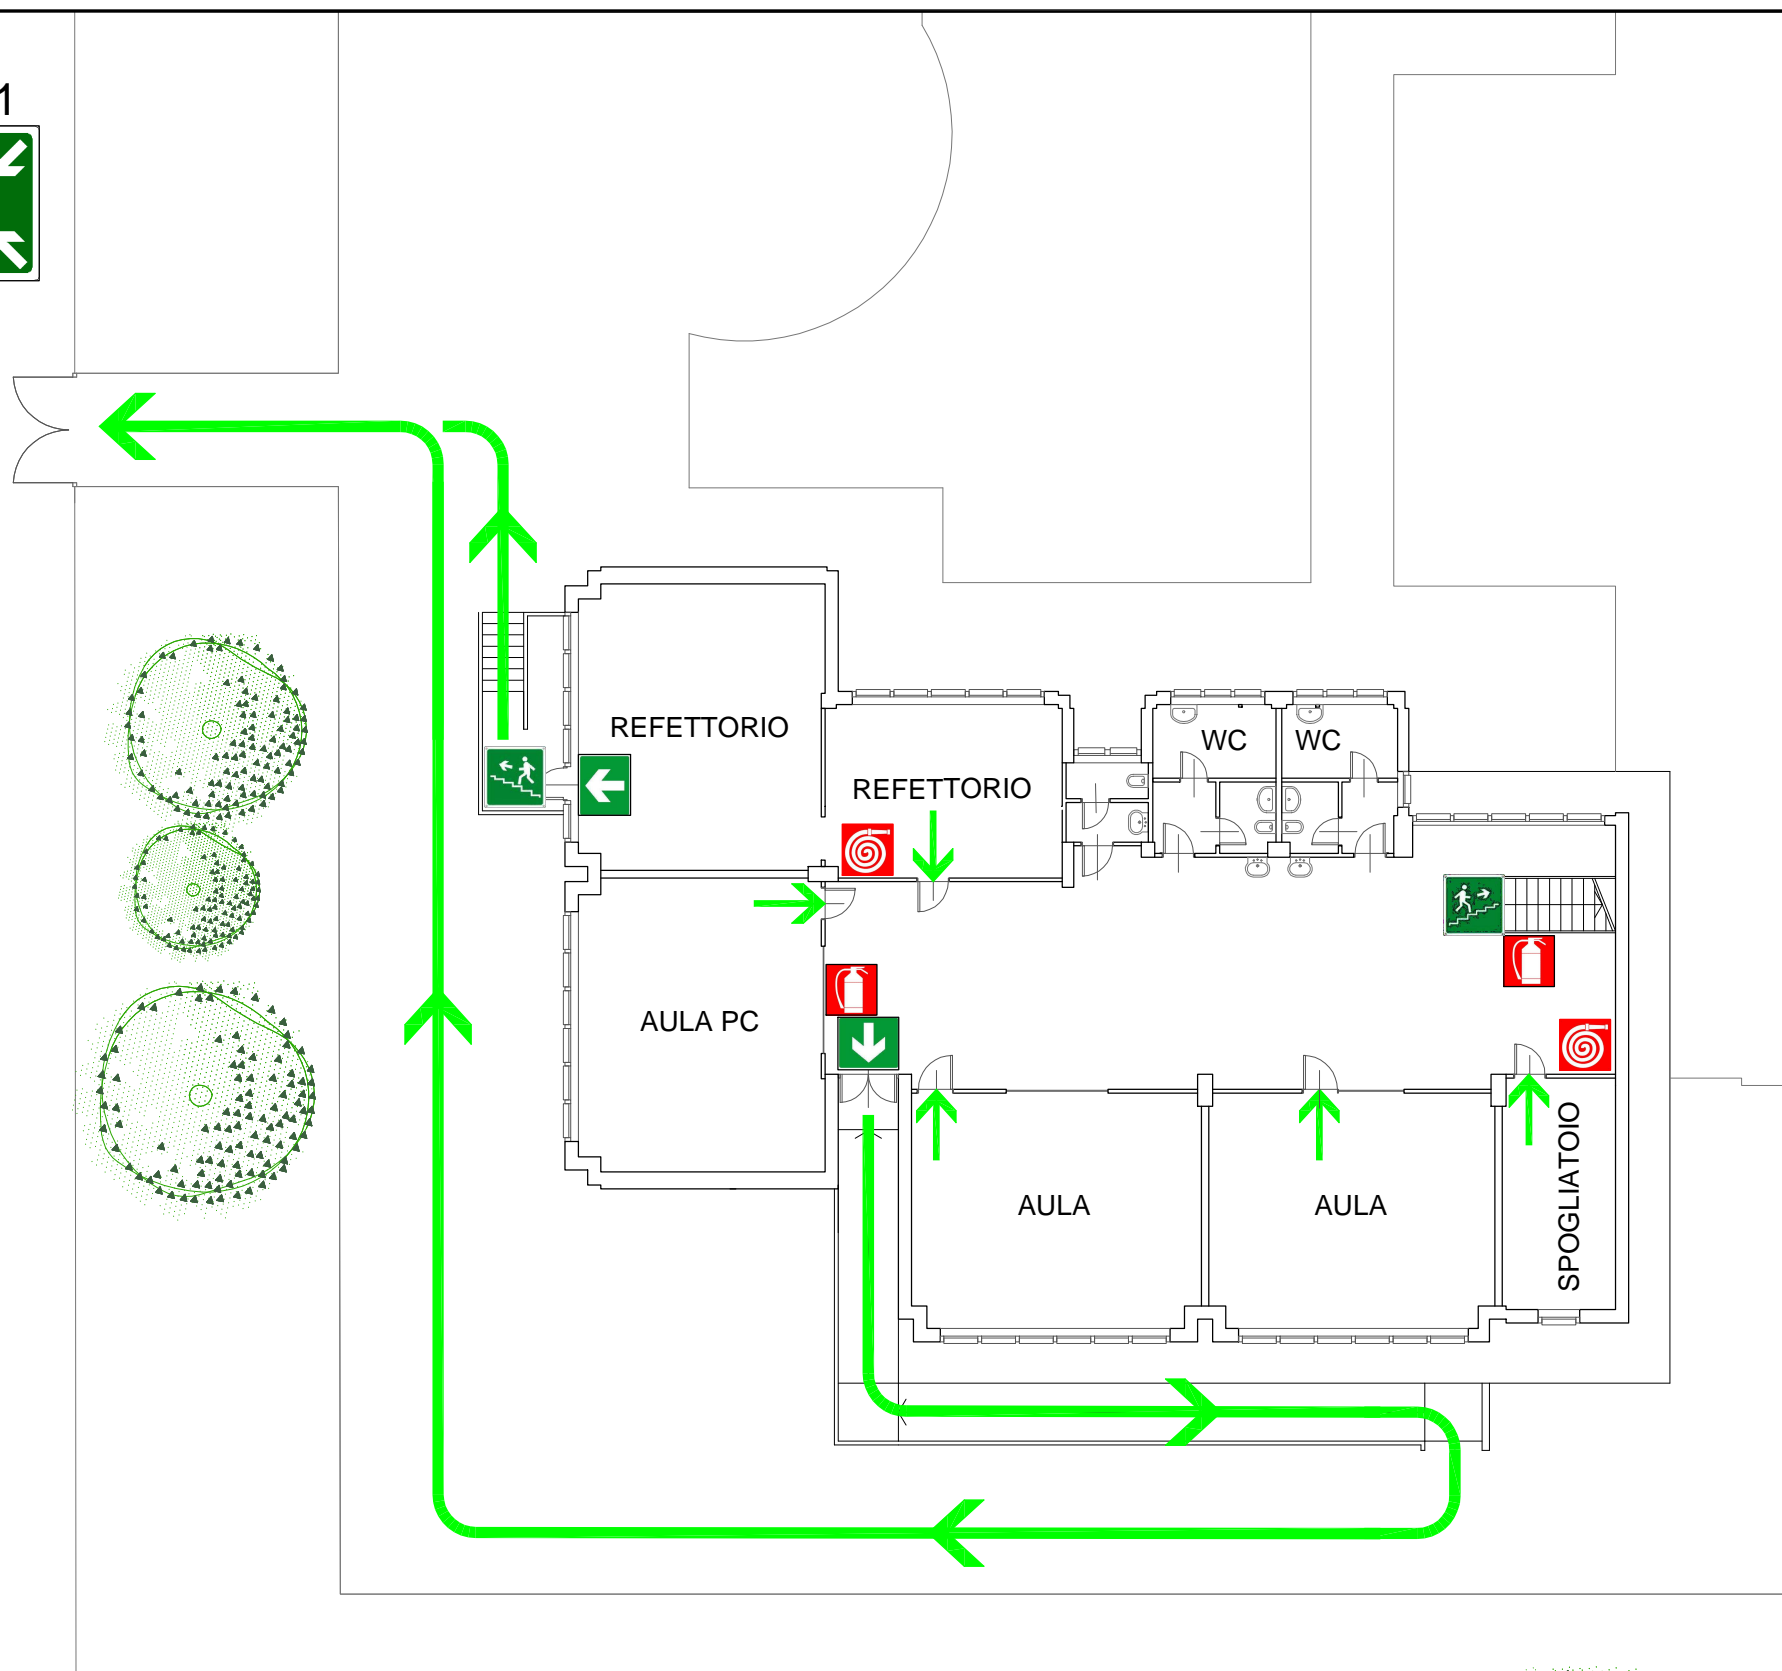 1
REFETTORIO
REFETTORIO
WC
WC
AULA PC
AULA
AULA
SPOGLIATOIO